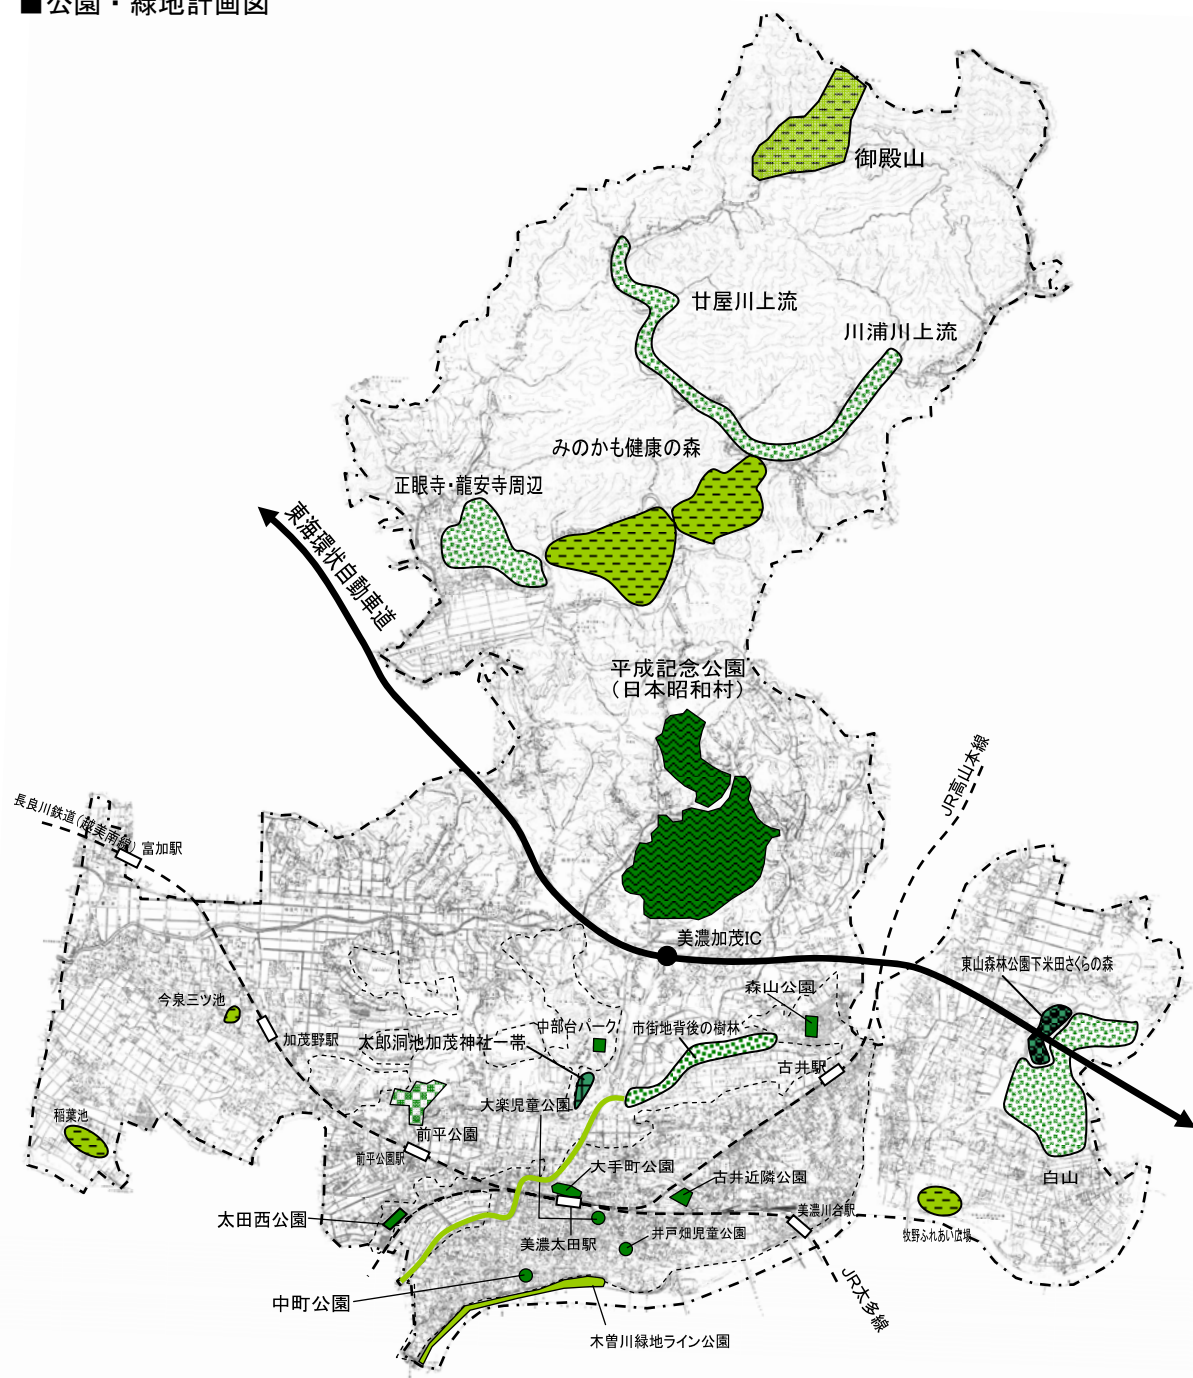 ■公園・緑地計画図
御殿山
廿屋川上流
川浦川上流
みのかも健康の森
正眼寺・龍安寺周辺
東海環状自動車道
平成記念公園
（日本昭和村）
JR高山本線
長良川鉄道（越美南線）
富加駅
美濃加茂IC
東山森林公園下米田さくらの森
森山公園
今泉三ツ池
加茂野駅
中部台パーク
市街地背後の樹林
太郎洞池加茂神社一帯
古井駅
大楽児童公園
稲葉池
前平公園
前平公園駅
大手町公園
古井近隣公園
白山
太田西公園
美濃太田駅
井戸畑児童公園
美濃川合駅
牧野ふれあい広場
中町公園
JR太多線
木曽川緑地ライン公園